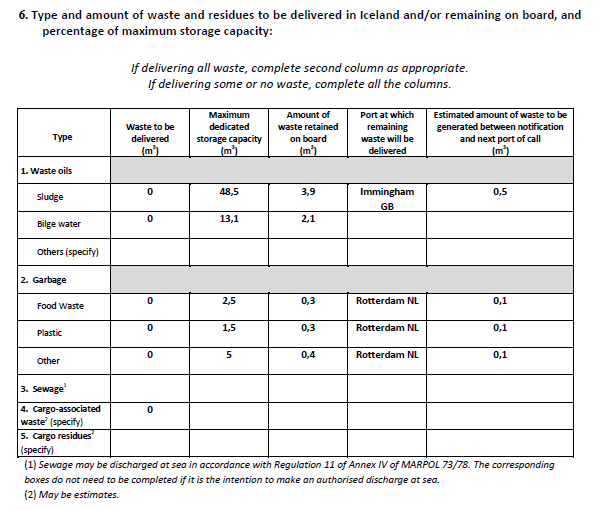 6. Type and amount of waste and residues to be delivered in Iceland and/or remaining on board, and
percentage of maximum storage capacity:
If delivering all waste, complete second column as appropriate.
If delivering some or no waste, complete all the columns.
Type
Waste to be
delivered
(m³)
Maximum
dedicated
storage capacity
(m³)
Amount of
waste retained
on board
(m³)
Port at which
remaining
waste will be
delivered
Estimated amount of waste to be
generated between notification
and next port of call
(m³)
1. Waste oils
Sludge 0 48,5 3,9 Immingham 0,5
GB
Bilge water 0 13,1 2,1
Others (specify)
2. Garbage
Food Waste 0 2,5 0,3 Rotterdam NL 0,1
Plastic 0 1,5 0,3 Rotterdam NL 0,1
Other 0 5 0,4 Rotterdam NL 0,1
3. Sewage¹
4. Cargo-associated 0
waste² (specify)
5. Cargo residues²
(specify)
(1) Sewage may be discharged at sea in accordance with Regulation 11 of Annex IV of MARPOL 73/78. The corresponding
boxes do not need to be completed if it is the intention to make an authorised discharge at sea.
(2) May be estimates.